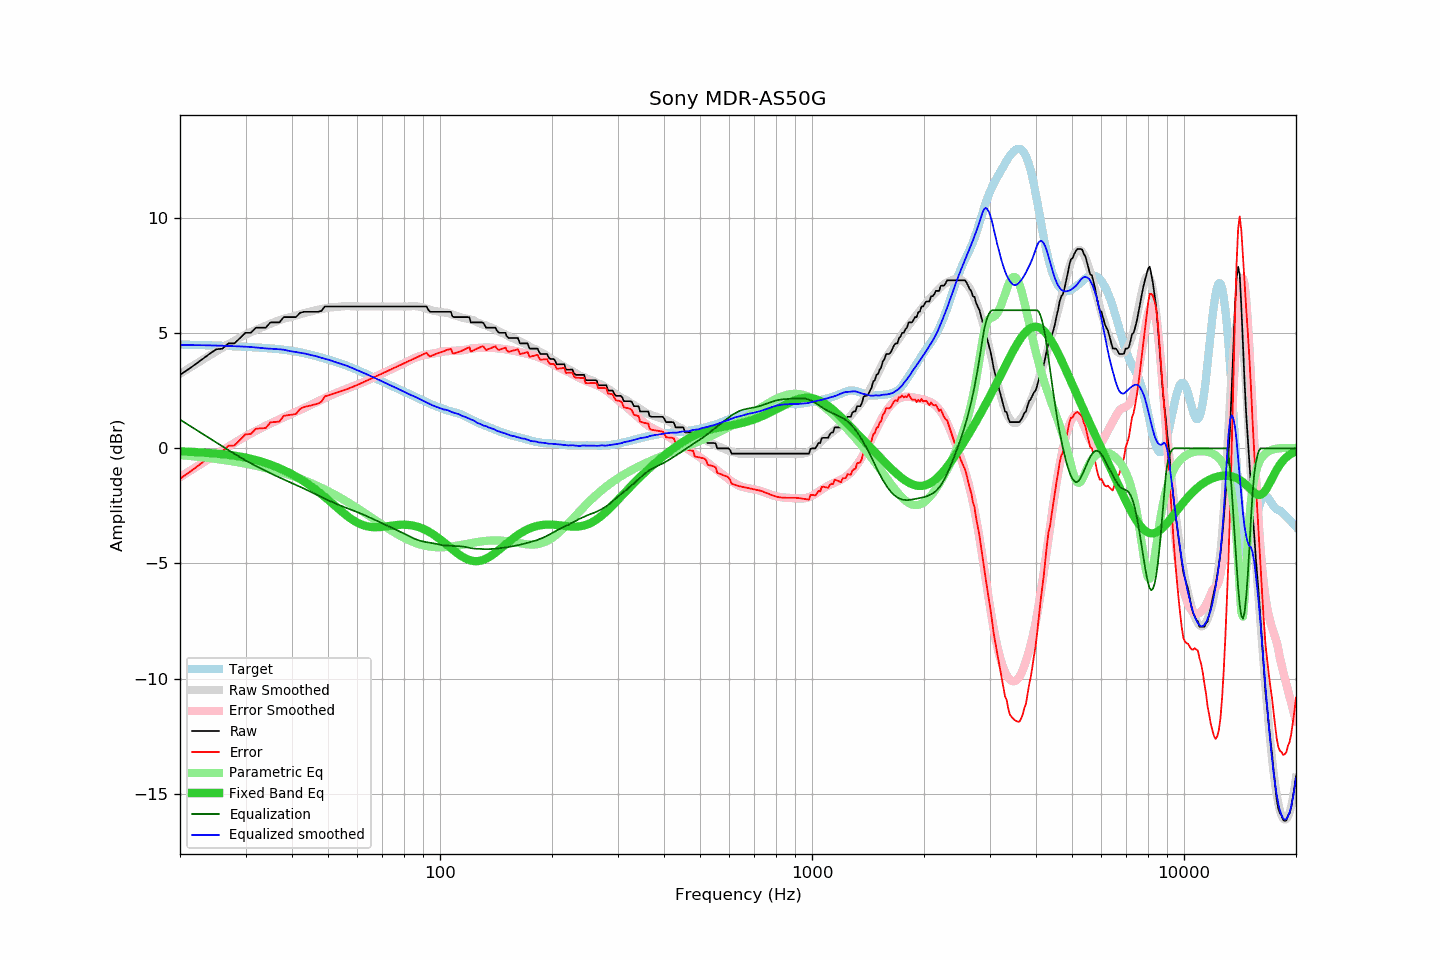 Sony MDR-AS50G
Amplitude (dBr)
10
5
0
−5
−10
−15
Target
Raw Smoothed
Error Smoothed
Raw
Error
Parametric Eq
Fixed Band Eq
Equalization
Equalized smoothed
100
1000
10000
Frequency (Hz)